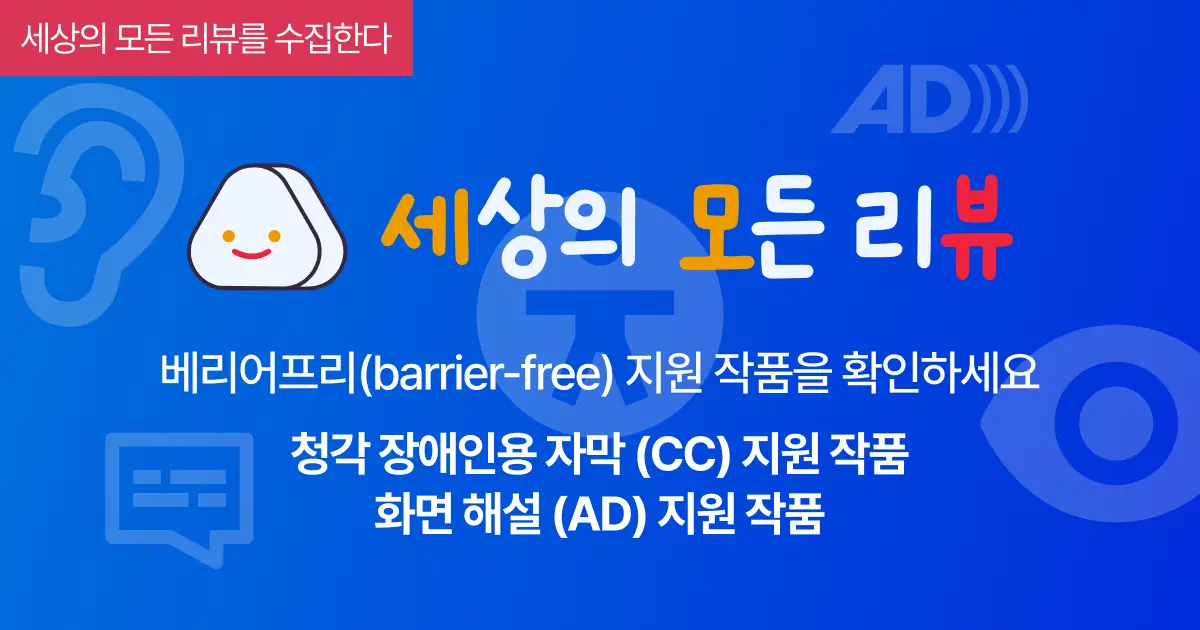 세상의 모든 리뷰를 수집한다
AD
세상의 모든 리뷰
베리어프리(barrier-free) 지원 작품을 확인하세요
청각 장애인용 자막 (CC) 지원 작품
화면 해설 (AD) 지원 작품